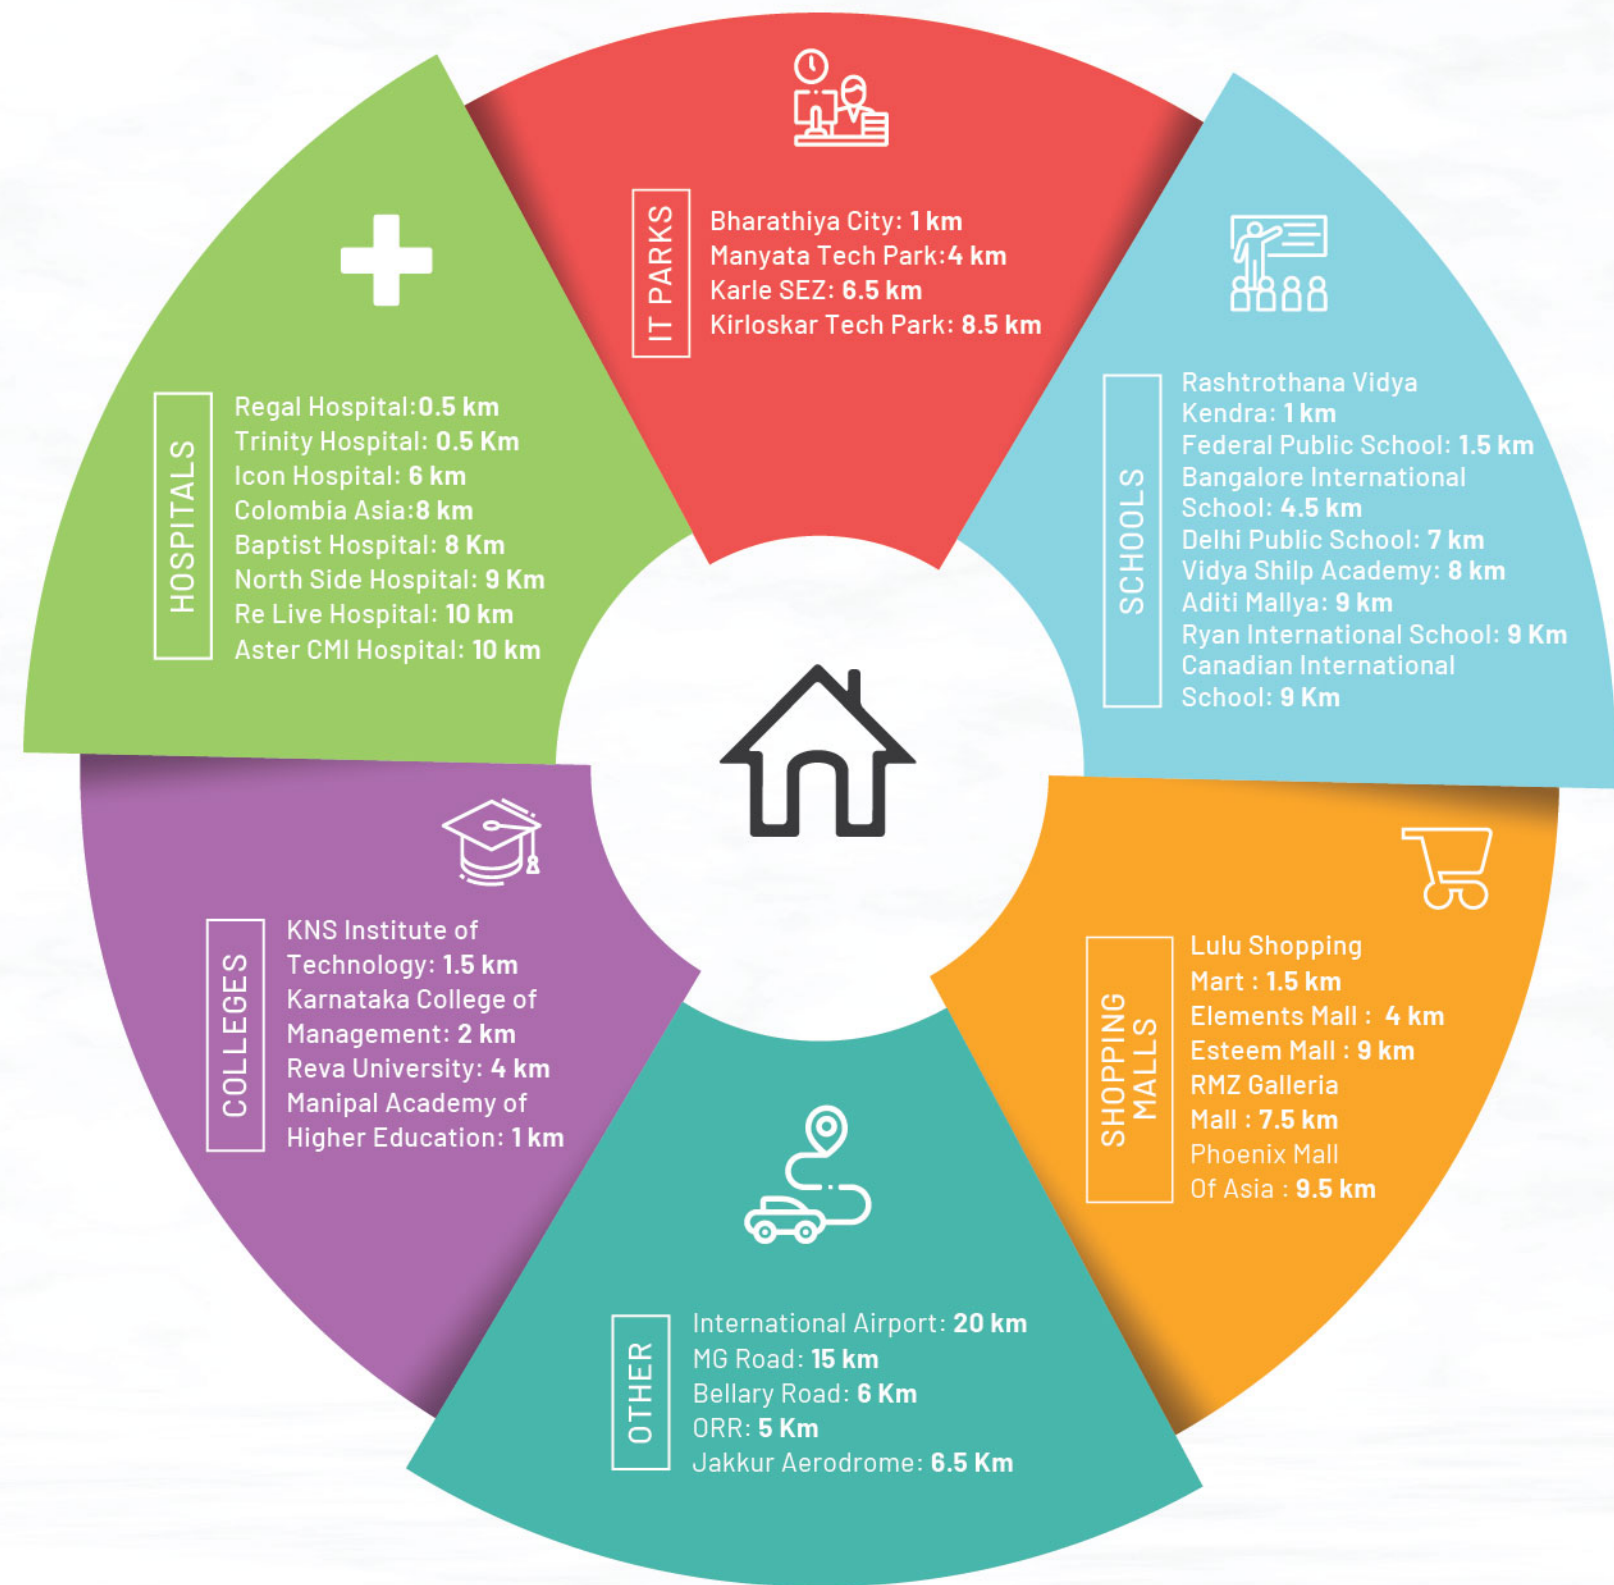 IT PARKS
Bharathiya City: 1 km
Manyata Tech Park:4 km
Karle SEZ: 6.5 km
Kirloskar Tech Park: 8.5 km
SCHOOLS
Rashtrothana Vidya
Kendra: 1 km
Federal Public School: 1.5 km
Bangalore International
School: 4.5 km
Delhi Public School: 7 km
Vidya Shilp Academy: 8 km
Aditi Mallya: 9 km
Ryan International School: 9 Km
Canadian International
School: 9 Km
SHOPPING
MALLS
Lulu Shopping
Mart : 1.5 km
Elements Mall : 4 km
Esteem Mall : 9 km
RMZ Galleria
Mall : 7.5 km
Phoenix Mall
Of Asia : 9.5 km
OTHER
International Airport: 20 km
MG Road: 15 km
Bellary Road: 6 Km
ORR: 5 Km
Jakkur Aerodrome: 6.5 Km
COLLEGES
KNS Institute of
Technology: 1.5 km
Karnataka College of
Management: 2 km
Reva University: 4 km
Manipal Academy of
Higher Education: 1 km
HOSPITALS
Regal Hospital:0.5 km
Trinity Hospital: 0.5 Km
Icon Hospital: 6 km
Colombia Asia:8 km
Baptist Hospital: 8 Km
North Side Hospital: 9 Km
Re Live Hospital: 10 km
Aster CMI Hospital: 10 km